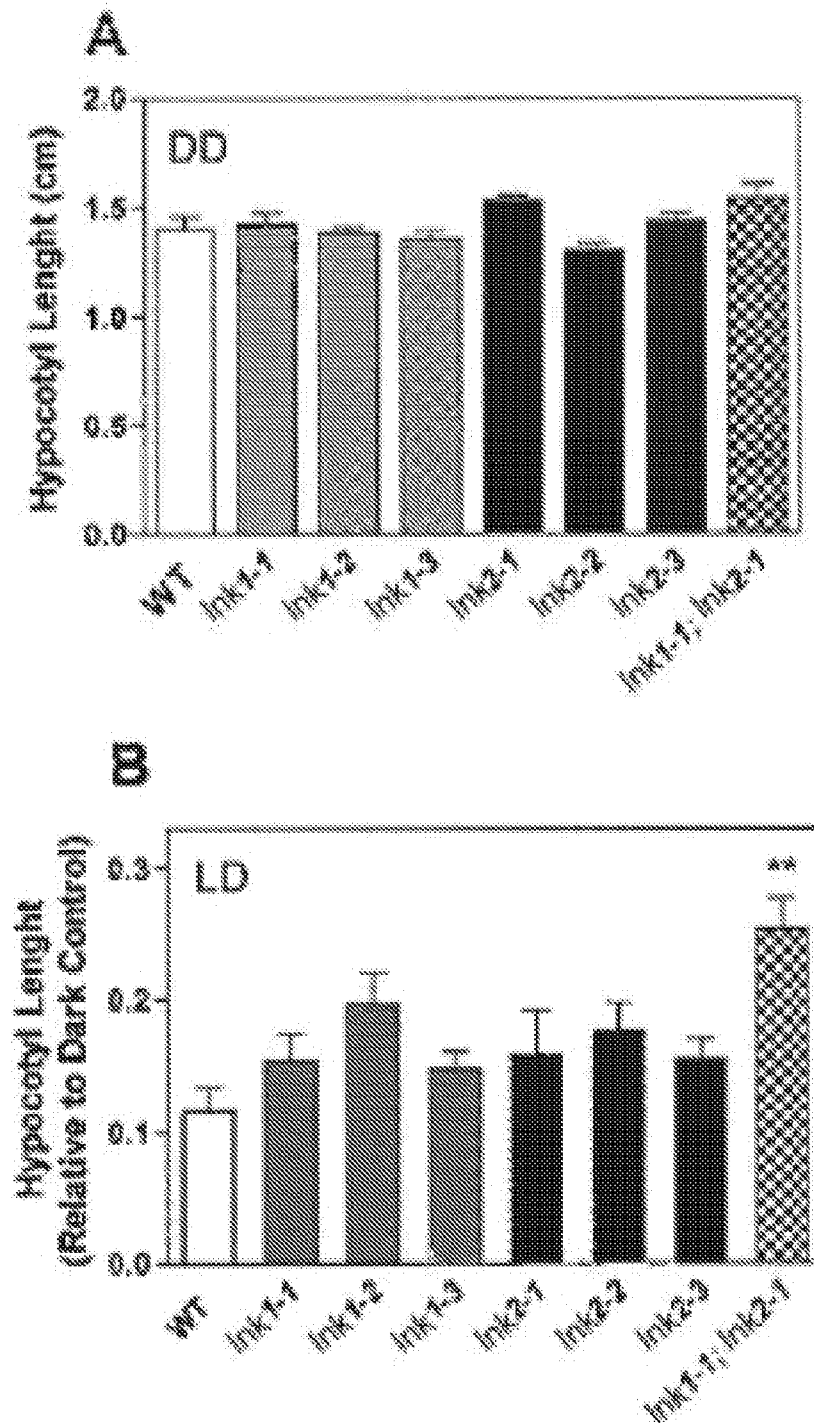 A
DD
Hypocotyl Lenght (cm)
2.0
1.5
1.0
0.5
0.0
WT
lnk1-1
lnk1-2
lnk1-3
lnk2-1
lnk2-2
lnk2-3
lnk1-1; lnk2-1
B
LD
**
Hypocotyl Lenght
(Relative to Dark Control)
0.3
0.2
0.1
0.0
WT
lnk1-1
lnk1-2
lnk1-3
lnk2-1
lnk2-2
lnk2-3
lnk1-1; lnk2-1